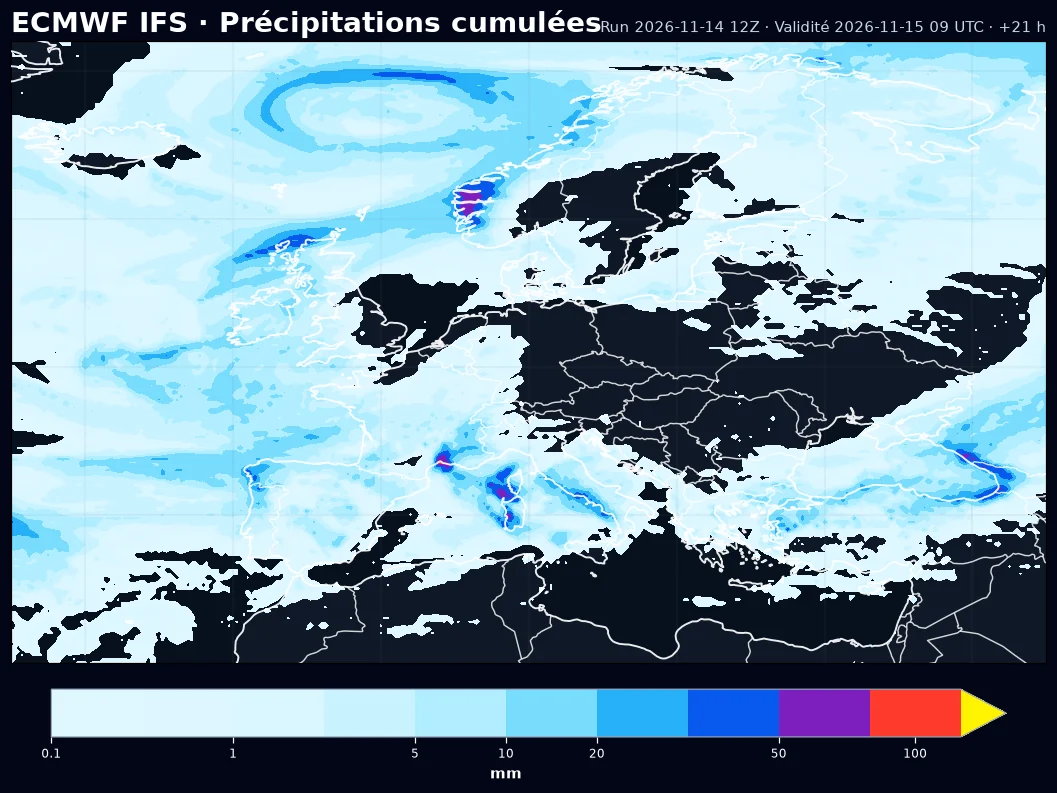 ECMWF IFS · Précipitations cumulées
Run 2026-11-14 12Z · Validité 2026-11-15 09 UTC · +21 h
0.1 1 5 10 20 50 100
mm